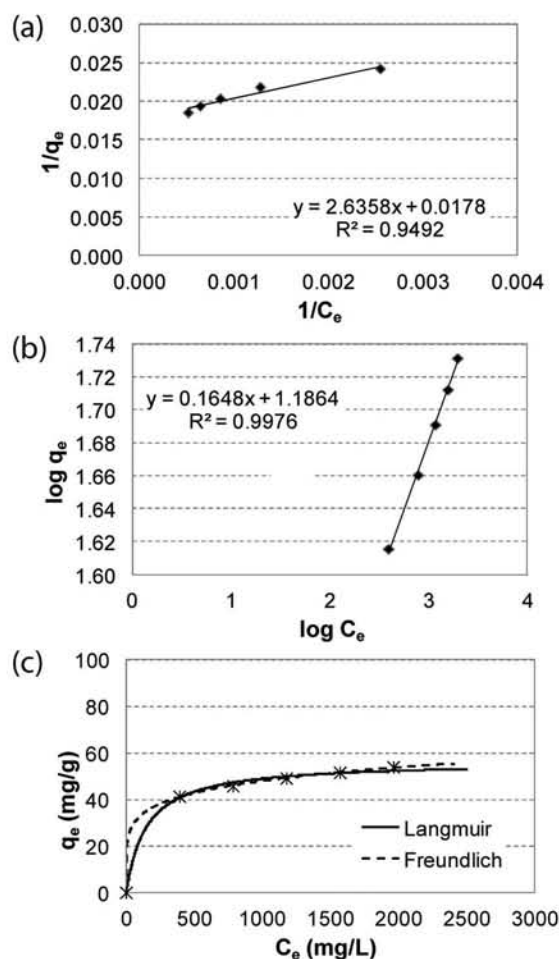 (a)
0.030
0.025
0.020
0.015
0.010
0.005
0.000
1/qe
y = 2.6358x + 0.0178
R² = 0.9492
0.000 0.001 0.002 0.003 0.004
1/Ce
(b)
1.74
1.72
1.70
1.68
1.66
1.64
1.62
1.60
log qe
y = 0.1648x + 1.1864
R² = 0.9976
0 1 2 3 4
log Ce
(c)
100
80
60
40
20
0
qe (mg/g)
Langmuir
Freundlich
0 500 1000 1500 2000 2500 3000
Ce (mg/L)